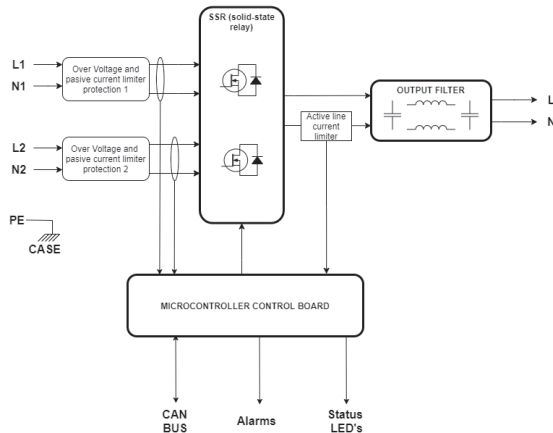 SSR (solid-state
relay)
L1
N1
Over Voltage and
pasive current limiter
protection 1
L2
N2
Over Voltage and
pasive current limiter
protection 2
PE
CASE
Active line
current
limiter
OUTPUT FILTER
L
N
MICROCONTROLLER CONTROL BOARD
CAN
BUS
Alarms
Status
LED's